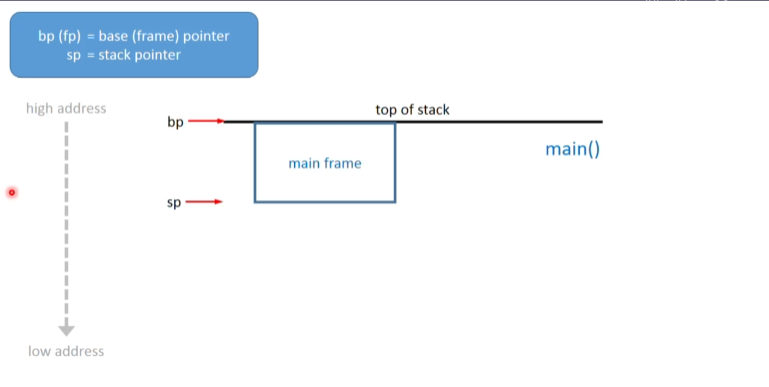 bp (fp) = base (frame) pointer
sp = stack pointer
high address
top of stack
bp
main()
main frame
sp
low address